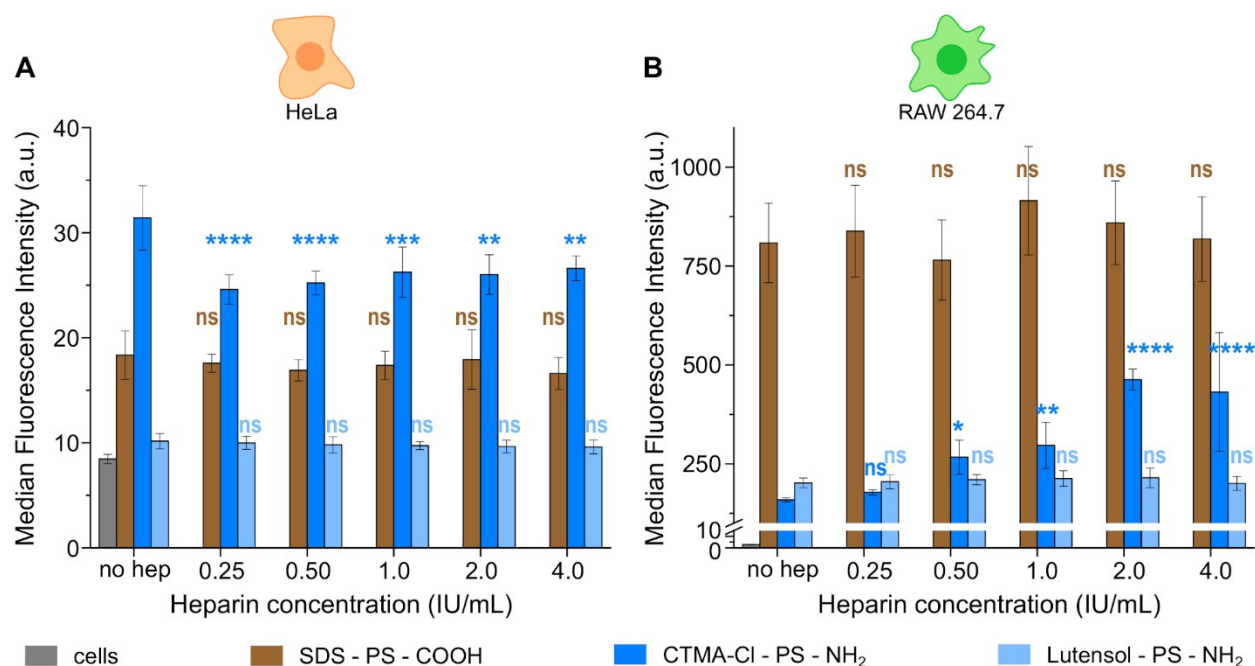 A
HeLa
Median Fluorescence Intensity (a.u.)
40
30
20
10
0
**** **** *** ** **
ns ns ns ns ns
ns ns ns ns ns
no hep 0.25 0.50 1.0 2.0 4.0
Heparin concentration (IU/mL)
B
RAW 264.7
Median Fluorescence Intensity (a.u.)
1000
750
500
250
10
0
ns ns ns ns ns
ns * ** **** ****
ns ns ns ns ns
no hep 0.25 0.50 1.0 2.0 4.0
Heparin concentration (IU/mL)
cells SDS - PS - COOH CTMA-Cl - PS - NH₂ Lutensol - PS - NH₂